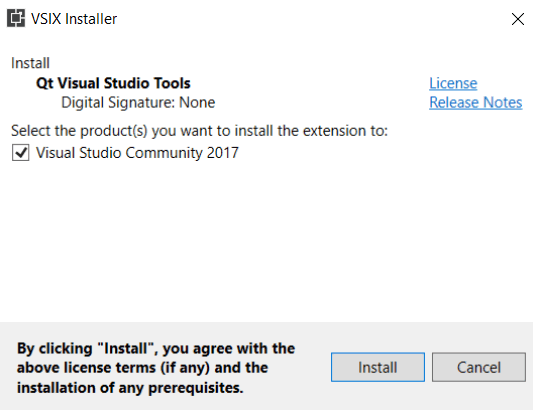 VSIX Installer
Install
Qt Visual Studio Tools
License
Digital Signature: None
Release Notes
Select the product(s) you want to install the extension to:
Visual Studio Community 2017
By clicking "Install", you agree with the
above license terms (if any) and the
installation of any prerequisites.
Install
Cancel